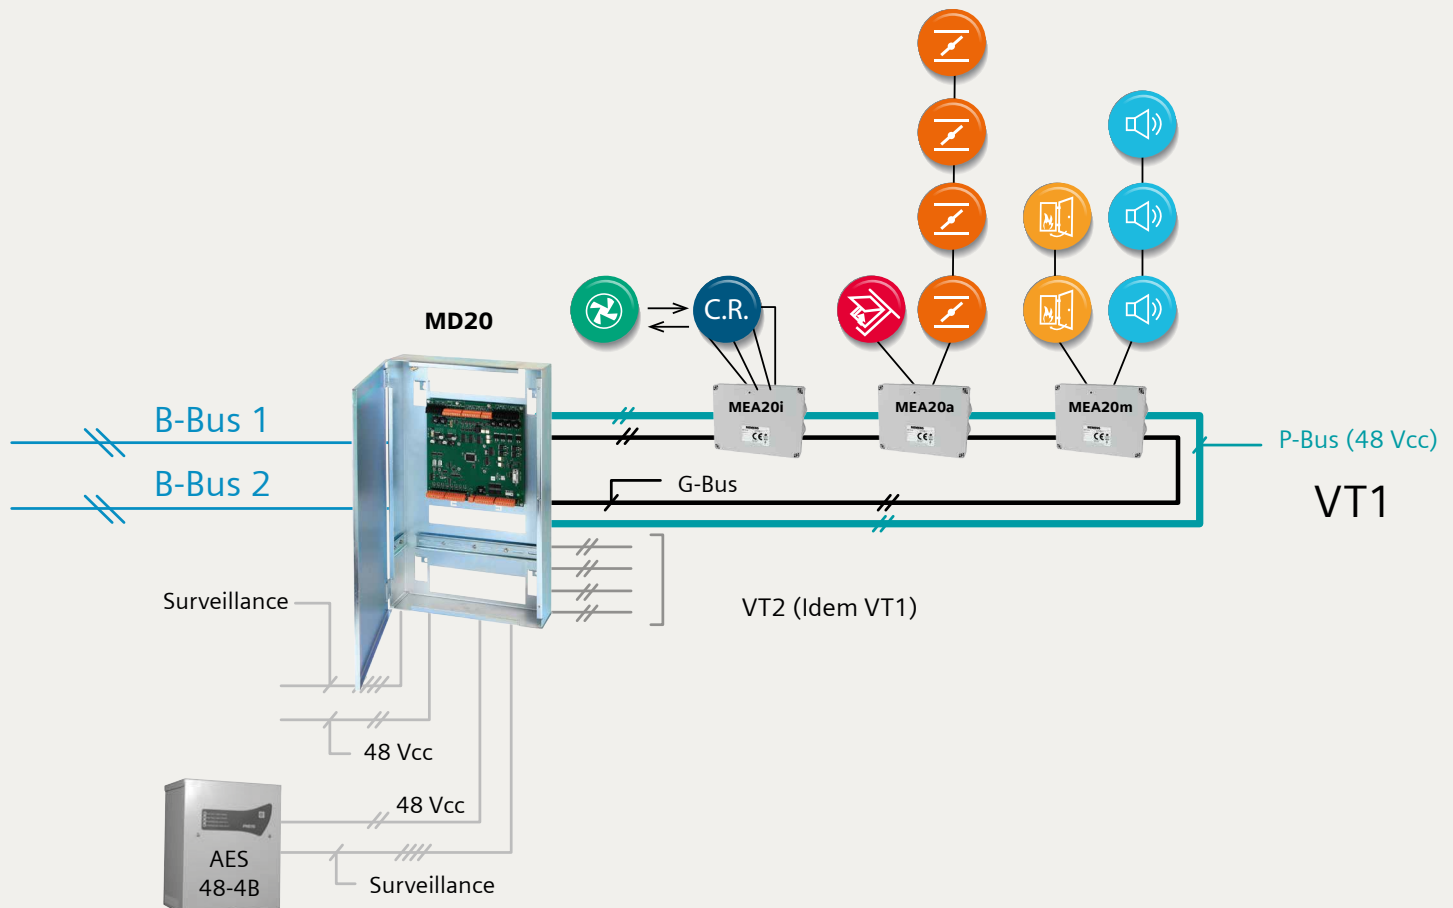 C.R.
MD20
MEA20i
MEA20a
MEA20m
B-Bus 1
P-Bus (48 Vcc)
B-Bus 2
G-Bus
VT1
Surveillance
VT2 (Idem VT1)
48 Vcc
48 Vcc
AES
48-4B
Surveillance